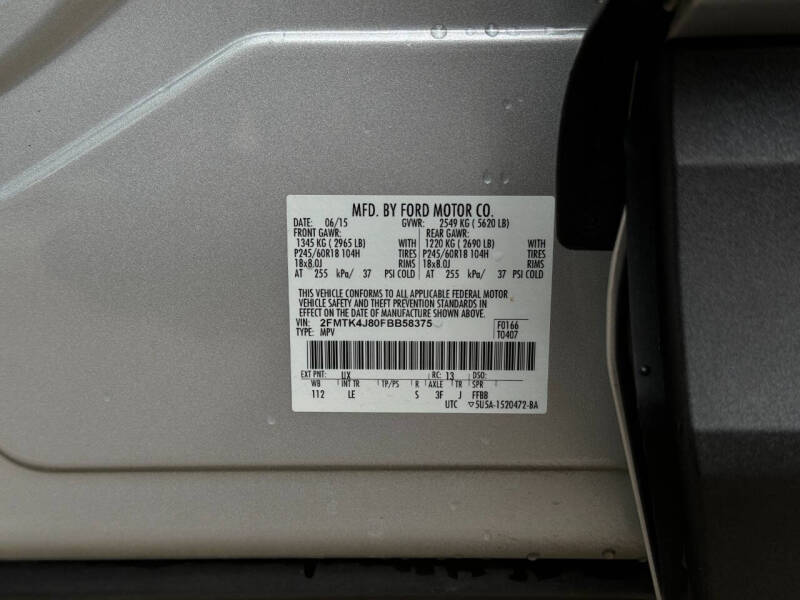 MFD. BY FORD MOTOR CO.
DATE: 06/15 GVWR: 2549 KG ( 5620 LB)
FRONT GAWR: REAR GAWR:
1345 KG ( 2965 LB) WITH 1220 KG ( 2690 LB) WITH
P245/60R18 104H TIRES P245/60R18 104H TIRES
18x8.0J RIMS 18x8.0J RIMS
AT 255 kPa/ 37 PSI COLD AT 255 kPa/ 37 PSI COLD
THIS VEHICLE CONFORMS TO ALL APPLICABLE FEDERAL MOTOR
VEHICLE SAFETY AND THEFT PREVENTION STANDARDS IN
EFFECT ON THE DATE OF MANUFACTURE SHOWN ABOVE.
VIN: 2FMTK4J80FBB58375 F0166
TYPE: MPV T0407
EXT PNT: UX RC: 13 DSO:
WB INT TR TP/PS R AXLE TR SPR
112 LE S 3F J FFBB
UTC ▽5U5A-1520472-BA